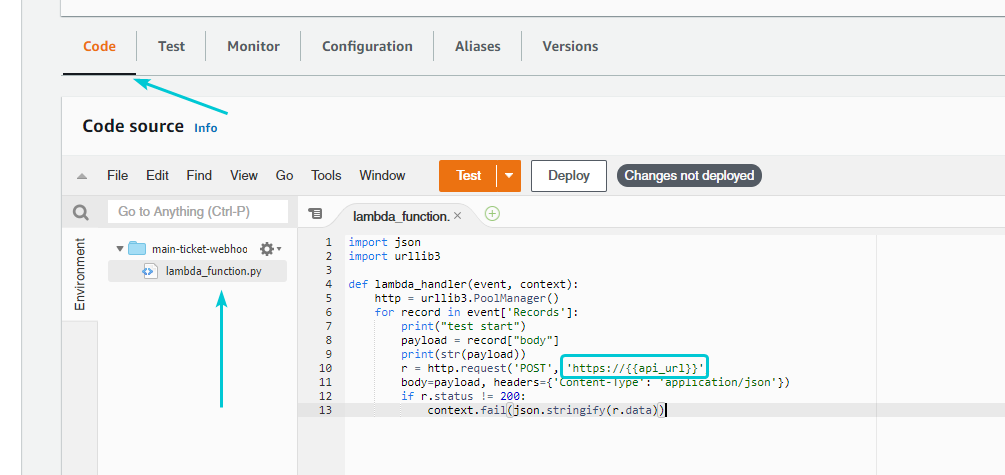 Code Test Monitor Configuration Aliases Versions
Code source Info
File Edit Find View Go Tools Window Test Deploy Changes not deployed
Go to Anything (Ctrl-P)
lambda_function. ×
Environment
main-ticket-webhoo
lambda_function.py
1 import json
2 import urllib3
3
4 def lambda_handler(event, context):
5 http = urllib3.PoolManager()
6 for record in event['Records']:
7 print("test start")
8 payload = record["body"]
9 print(str(payload))
10 r = http.request('POST', 'https://{{api_url}}'
11 body=payload, headers={'Content-Type': 'application/json'})
12 if r.status != 200:
13 context.fail(json.stringify(r.data))